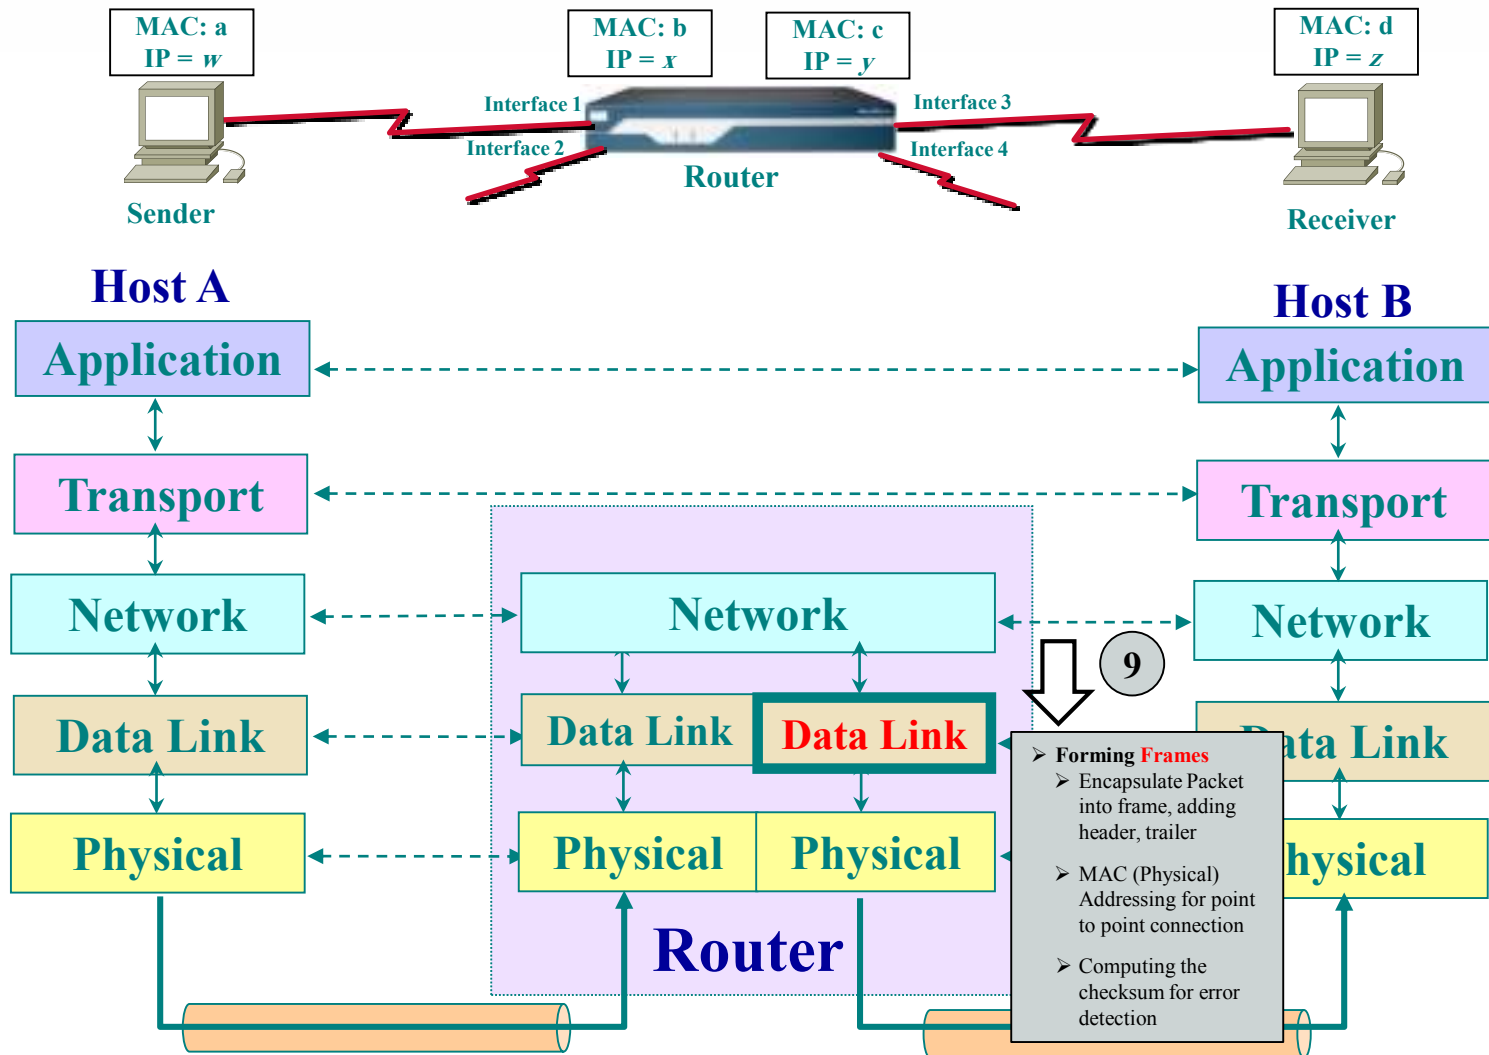 MAC: a
IP = w
MAC: b
IP = x
MAC: c
IP = y
MAC: d
IP = z
Interface 1
Interface 3
Interface 2
Interface 4
Router
Sender
Receiver
Host A
Host B
Application
Application
Transport
Transport
Network
Network
Network
9
Data Link
Data Link
Data Link
ata Link
➢ Forming Frames
➢ Encapsulate Packet
into frame, adding
header, trailer
➢ MAC (Physical)
Addressing for point
to point connection
➢ Computing the
checksum for error
detection
Physical
Physical
Physical
hysical
Router